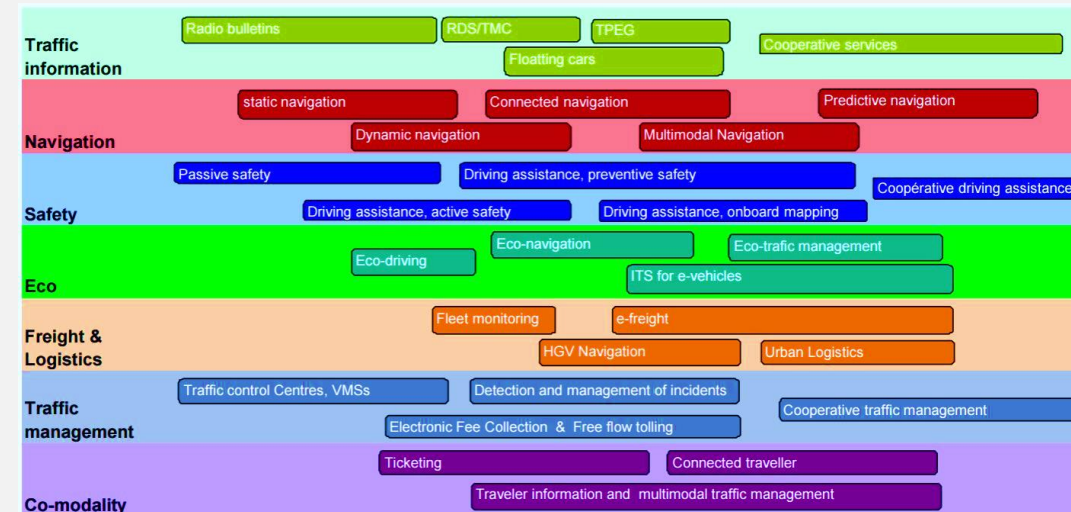 Traffic
information
Radio bulletins
RDS/TMC
TPEG
Floatting cars
Cooperative services
Navigation
static navigation
Connected navigation
Predictive navigation
Dynamic navigation
Multimodal Navigation
Safety
Passive safety
Driving assistance, preventive safety
Coopérative driving assistance
Driving assistance, active safety
Driving assistance, onboard mapping
Eco
Eco-navigation
Eco-trafic management
Eco-driving
ITS for e-vehicles
Freight &
Logistics
Fleet monitoring
e-freight
HGV Navigation
Urban Logistics
Traffic
management
Traffic control Centres, VMSs
Detection and management of incidents
Cooperative traffic management
Electronic Fee Collection & Free flow tolling
Co-modality
Ticketing
Connected traveller
Traveler information and multimodal traffic management